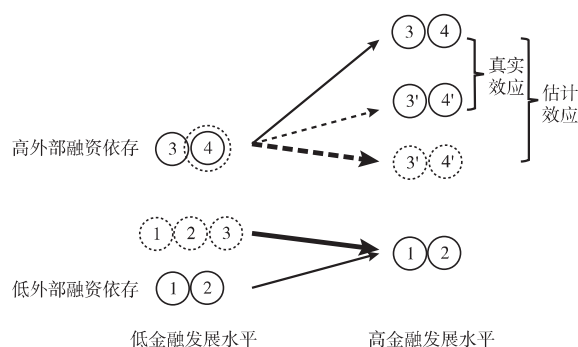 3 4
真实
效应
估计
效应
3' 4'
高外部融资依存
3 4
3' 4'
1 2 3
1 2
低外部融资依存
1 2
低金融发展水平
高金融发展水平